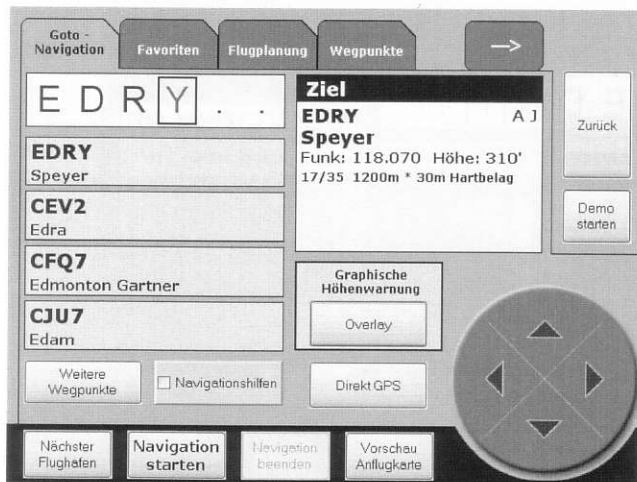 Goto -
Navigation
Favoriten
Flugplanung
Wegpunkte
EDRY..
EDRY
Speyer
CEV2
Edra
CFQ7
Edmonton Gartner
CJU7
Edam
Weitere
Wegpunkte
Navigationshilfen
Ziel
EDRY A J
Speyer
Funk: 118.070 Höhe: 310'
17/35 1200m * 30m Hartbelag
Graphische
Höhenwarnung
Overlay
Direkt GPS
Zurück
Demo
starten
Nächster
Flughafen
Navigation
starten
Navigation
beenden
Vorschau
Anflugkarte